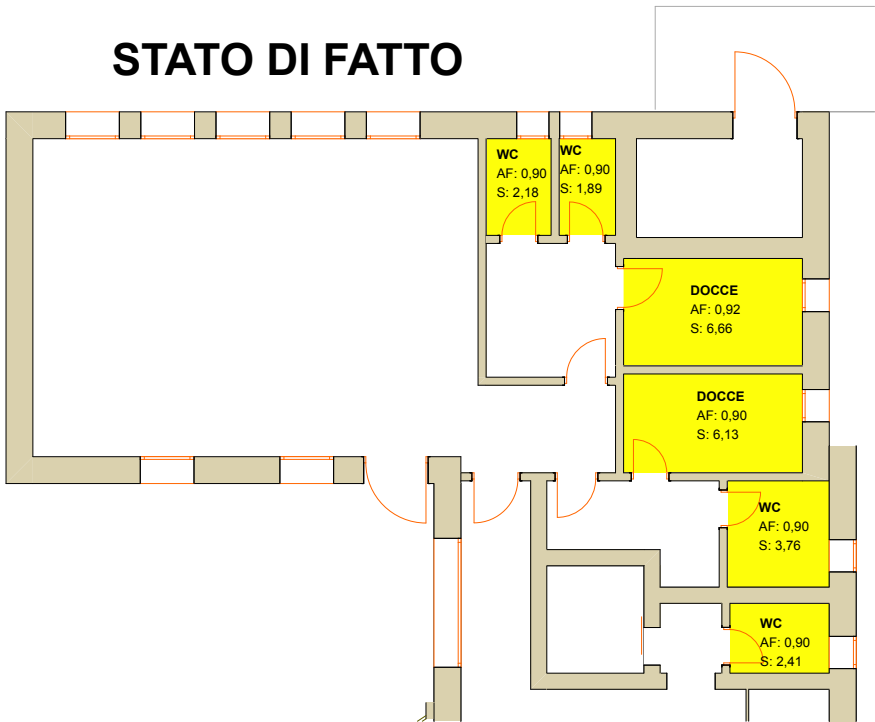 STATO DI FATTO
WC
AF: 0,90
S: 2,18
WC
AF: 0,90
S: 1,89
DOCCE
AF: 0,92
S: 6,66
DOCCE
AF: 0,90
S: 6,13
WC
AF: 0,90
S: 3,76
WC
AF: 0,90
S: 2,41